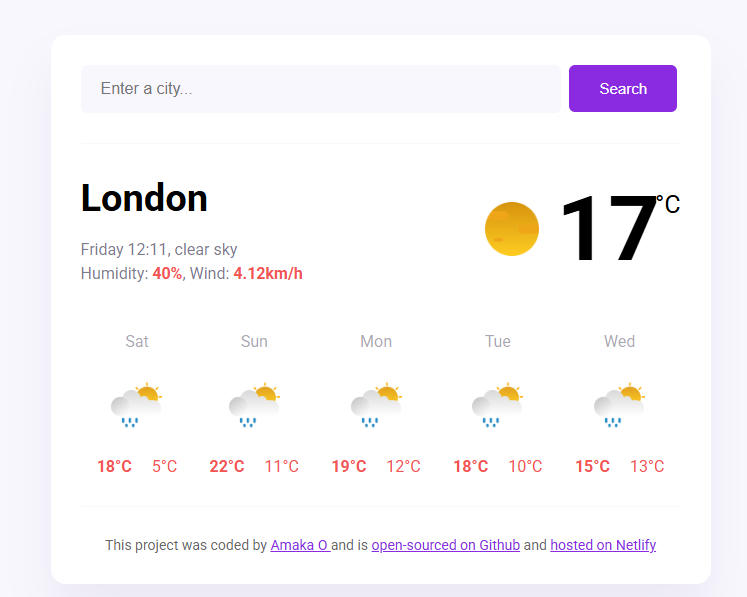 Enter a city...
Search
London
17°C
Friday 12:11, clear sky
Humidity: 40%, Wind: 4.12km/h
Sat Sun Mon Tue Wed
18°C 5°C 22°C 11°C 19°C 12°C 18°C 10°C 15°C 13°C
This project was coded by Amaka O and is open-sourced on Github and hosted on Netlify